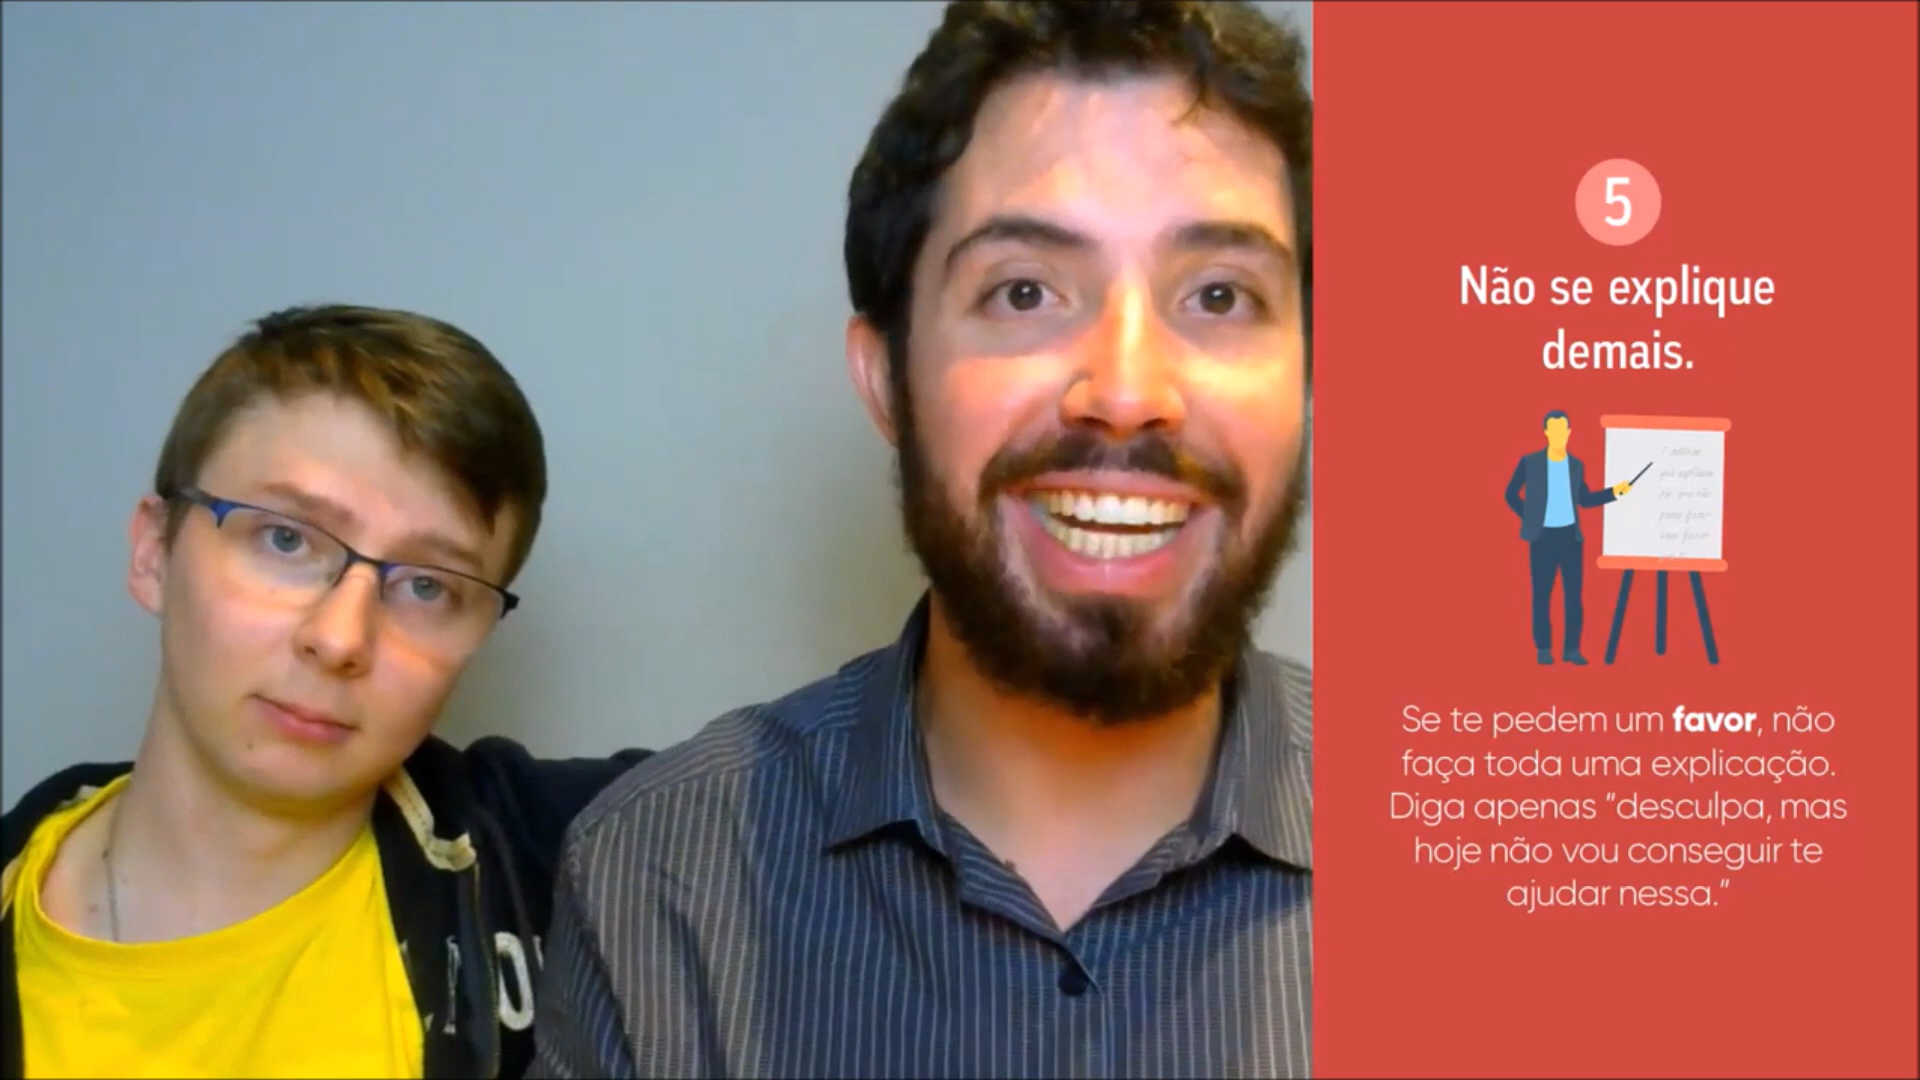 5
Não se explique
demais.
Se te pedem um favor, não
faça toda uma explicação.
Diga apenas “desculpa, mas
hoje não vou conseguir te
ajudar nessa.”